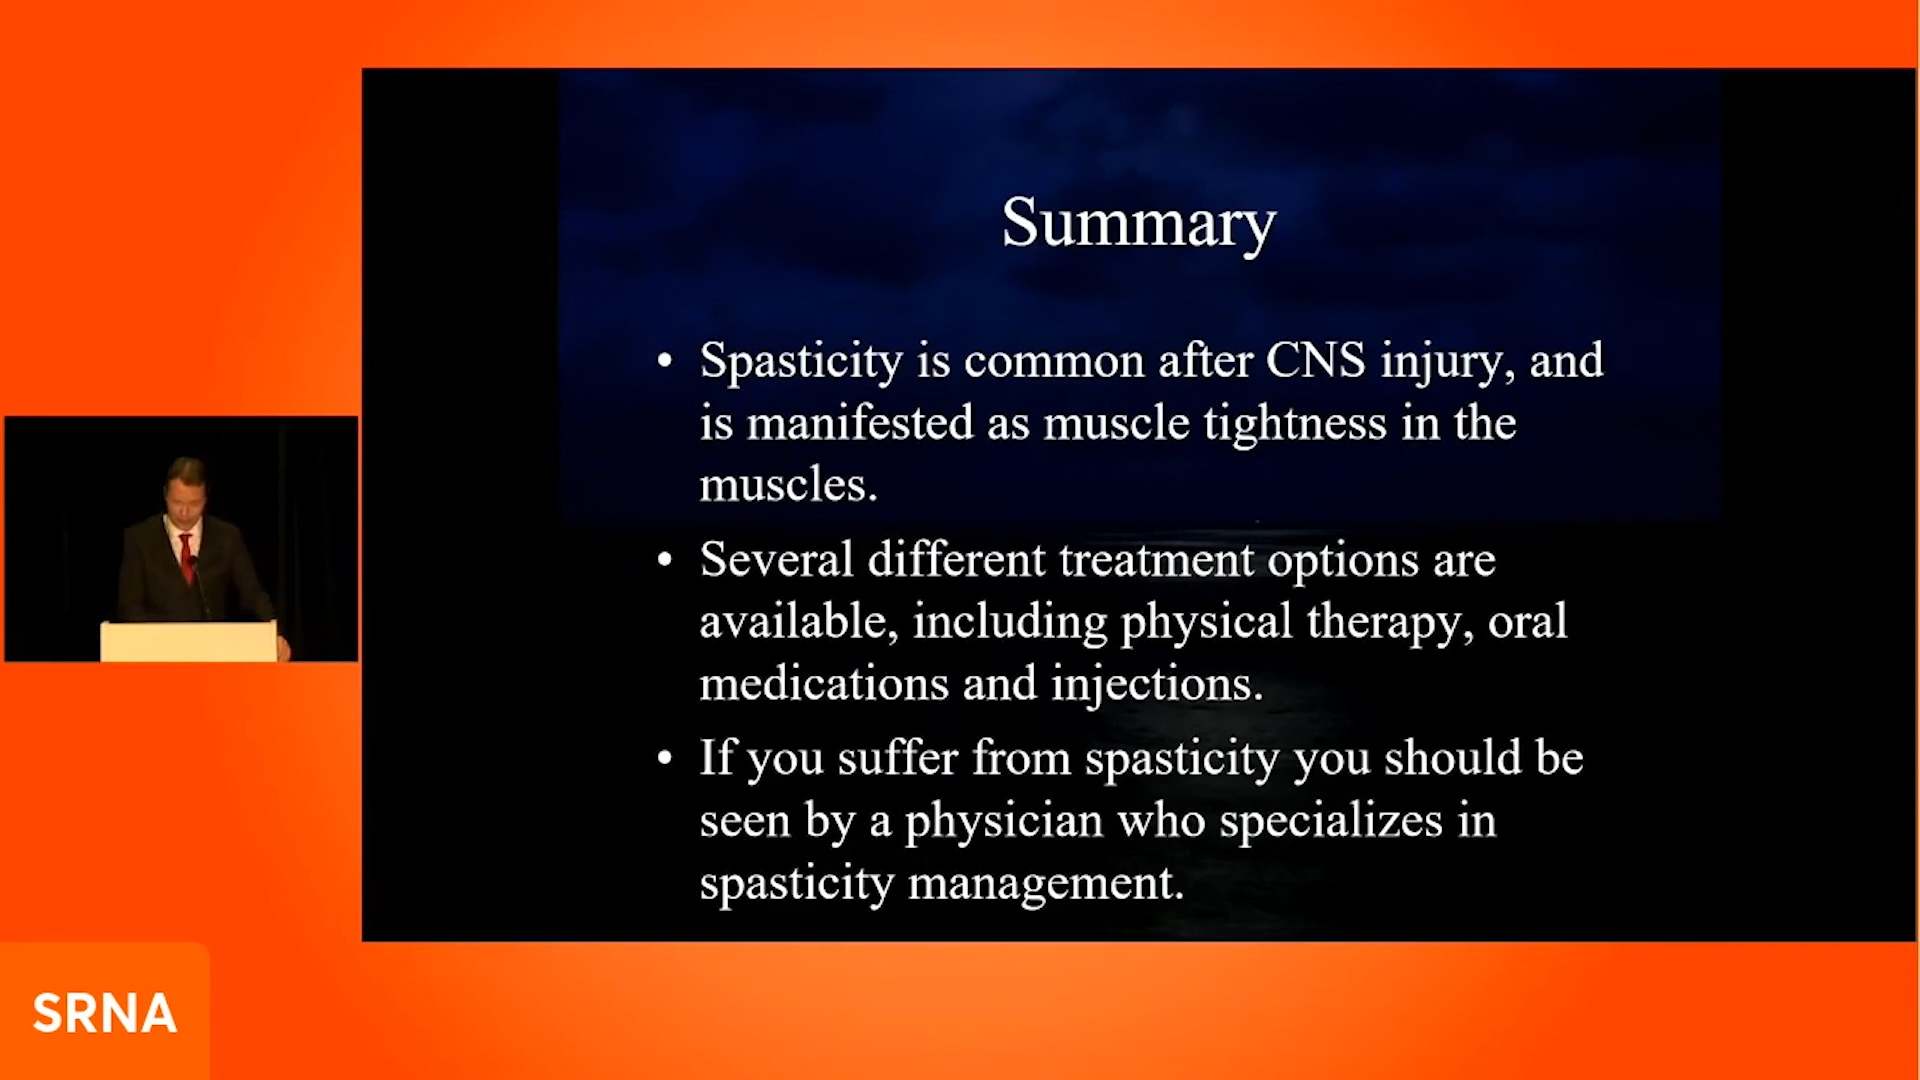 Summary
• Spasticity is common after CNS injury, and
is manifested as muscle tightness in the
muscles.
• Several different treatment options are
available, including physical therapy, oral
medications and injections.
• If you suffer from spasticity you should be
seen by a physician who specializes in
spasticity management.
SRNA